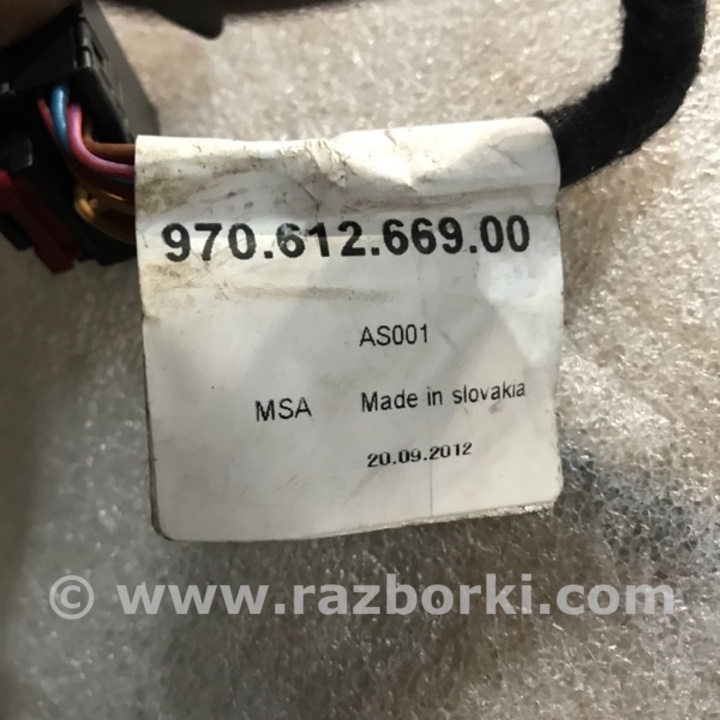 970.612.669.00
AS001
MSA Made in slovakia
20.09.2012
© www.razborki.com